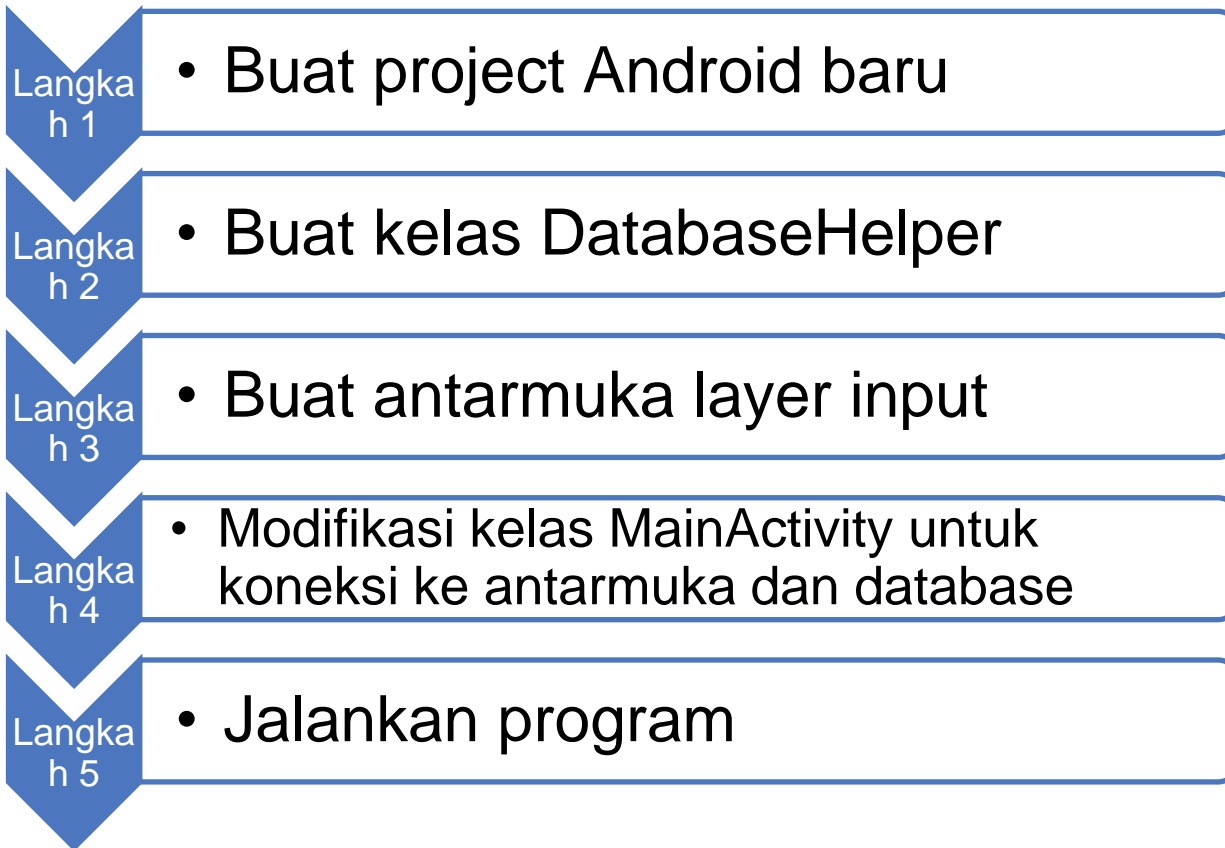 Langka
h 1
• Buat project Android baru
Langka
h 2
• Buat kelas DatabaseHelper
Langka
h 3
• Buat antarmuka layer input
Langka
h 4
• Modifikasi kelas MainActivity untuk
koneksi ke antarmuka dan database
Langka
h 5
• Jalankan program